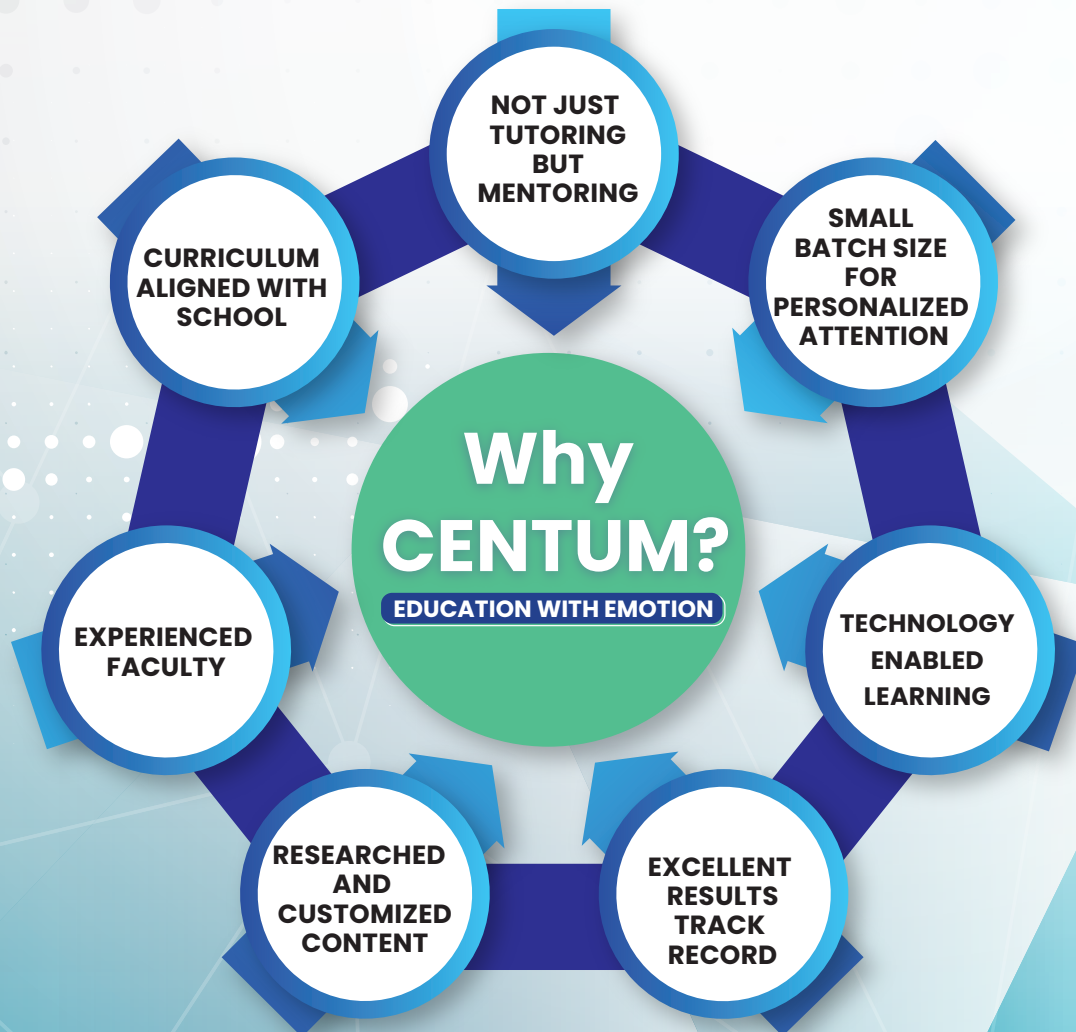 NOT JUST
TUTORING
BUT
MENTORING
SMALL
BATCH SIZE
FOR
PERSONALIZED
ATTENTION
TECHNOLOGY
ENABLED
LEARNING
EXCELLENT
RESULTS
TRACK
RECORD
RESEARCHED
AND
CUSTOMIZED
CONTENT
EXPERIENCED
FACULTY
CURRICULUM
ALIGNED WITH
SCHOOL
Why
CENTUM?
EDUCATION WITH EMOTION